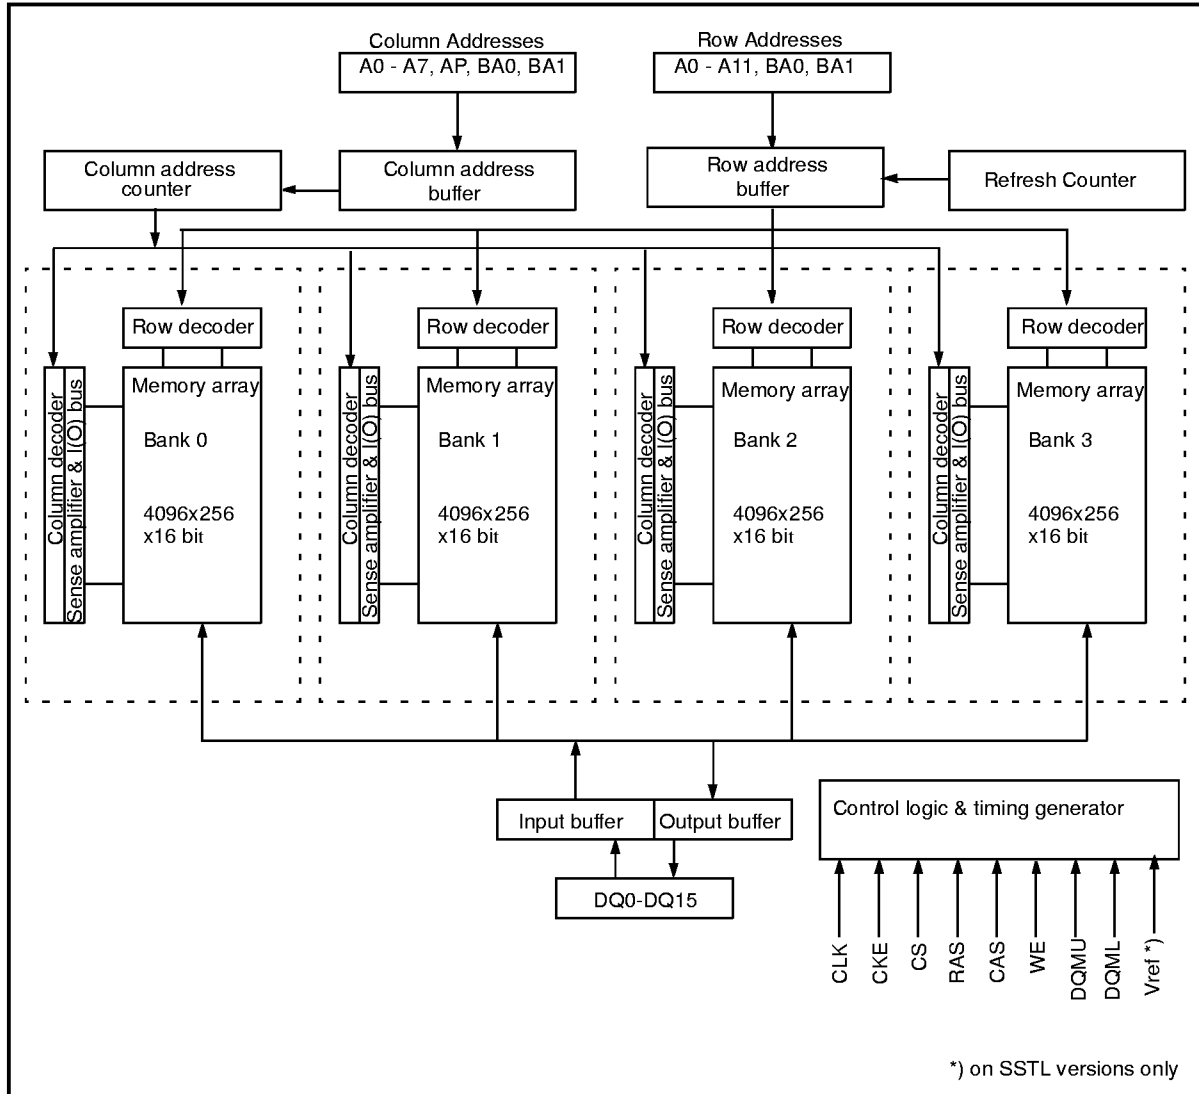 Column Addresses
A0 - A7, AP, BA0, BA1
Row Addresses
A0 - A11, BA0, BA1
Column address
counter
Column address
buffer
Row address
buffer
Refresh Counter
Row decoder
Row decoder
Row decoder
Row decoder
Column decoder
Sense amplifier & I(O) bus
Memory array
Bank 0
4096x256
x16 bit
Column decoder
Sense amplifier & I(O) bus
Memory array
Bank 1
4096x256
x16 bit
Column decoder
Sense amplifier & I(O) bus
Memory array
Bank 2
4096x256
x16 bit
Column decoder
Sense amplifier & I(O) bus
Memory array
Bank 3
4096x256
x16 bit
Input buffer
Output buffer
DQ0-DQ15
Control logic & timing generator
CLK
CKE
CS
RAS
CAS
WE
DQMU
DQML
Vref *)
*) on SSTL versions only